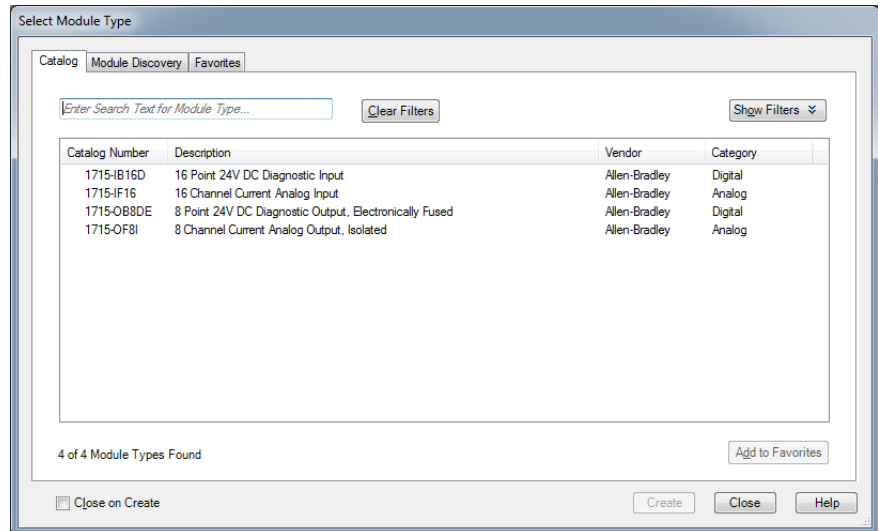 Select Module Type
Catalog Module Discovery Favorites
Enter Search Text for Module Type... Clear Filters Show Filters
Catalog Number Description Vendor Category
1715-IB16D 16 Point 24V DC Diagnostic Input Allen-Bradley Digital
1715-IF16 16 Channel Current Analog Input Allen-Bradley Analog
1715-OB8DE 8 Point 24V DC Diagnostic Output, Electronically Fused Allen-Bradley Digital
1715-OF8I 8 Channel Current Analog Output, Isolated Allen-Bradley Analog
4 of 4 Module Types Found Add to Favorites
Close on Create Create Close Help